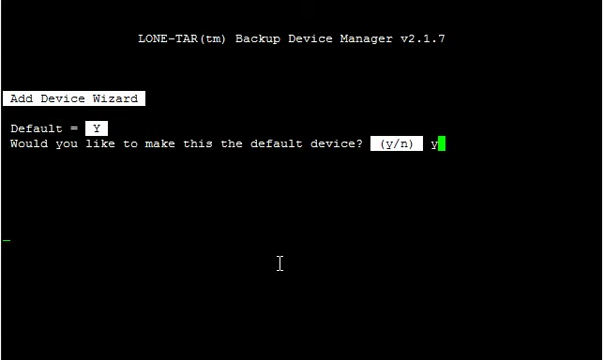 LONE-TAR(tm) Backup Device Manager v2.1.7
Add Device Wizard
Default = Y
Would you like to make this the default device? (y/n) y